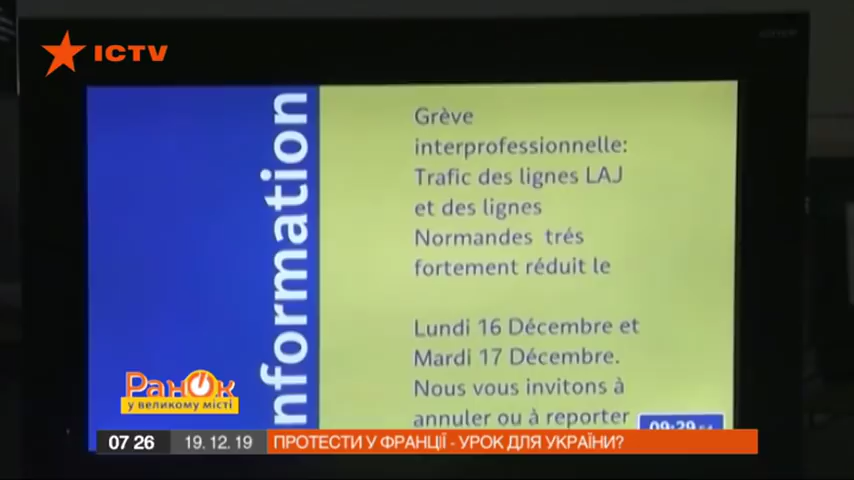 ICTV
Information
Grève
interprofessionnelle:
Trafic des lignes LAJ
et des lignes
Normandes trés
fortement réduit le
Lundi 16 Décembre et
Mardi 17 Décembre.
Nous vous invitons à
annuler ou à reporter
09:29
Ранок
у великому місті
07 26
19. 12. 19
ПРОТЕСТИ У ФРАНЦІЇ - УРОК ДЛЯ УКРАЇНИ?